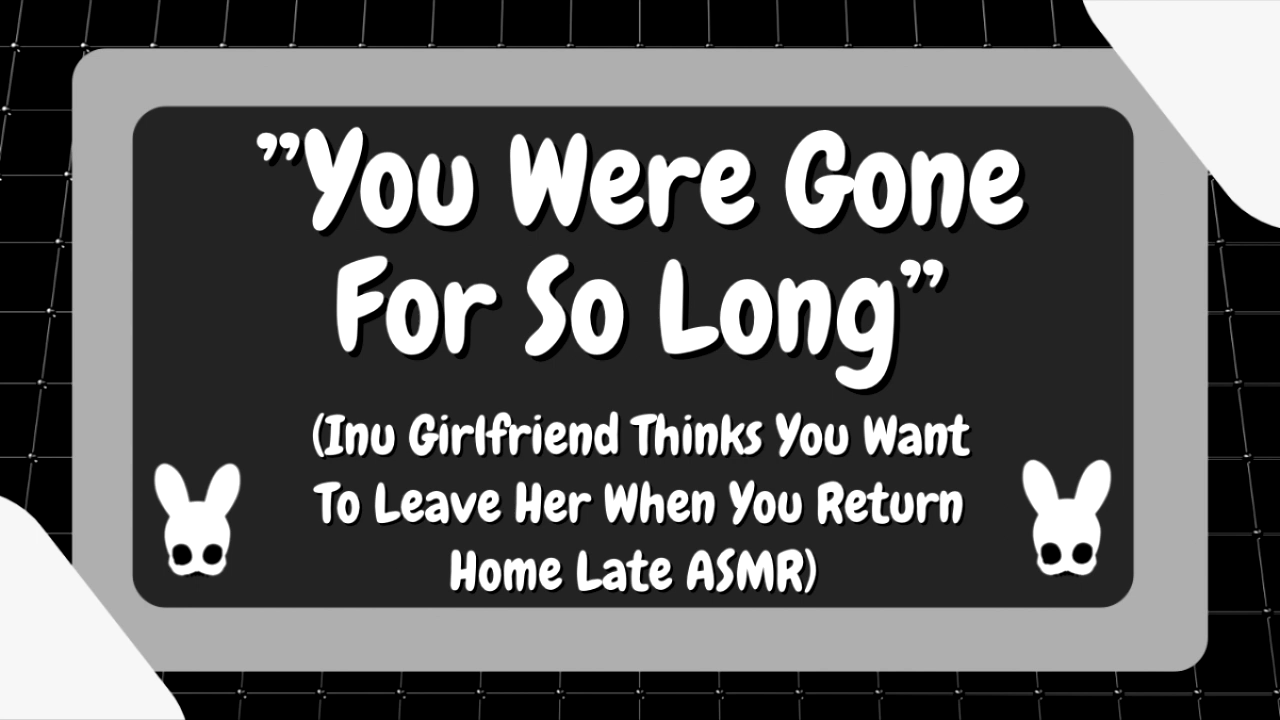 ”You Were Gone
For So Long”
(Inu Girlfriend Thinks You Want
To Leave Her When You Return
Home Late ASMR)